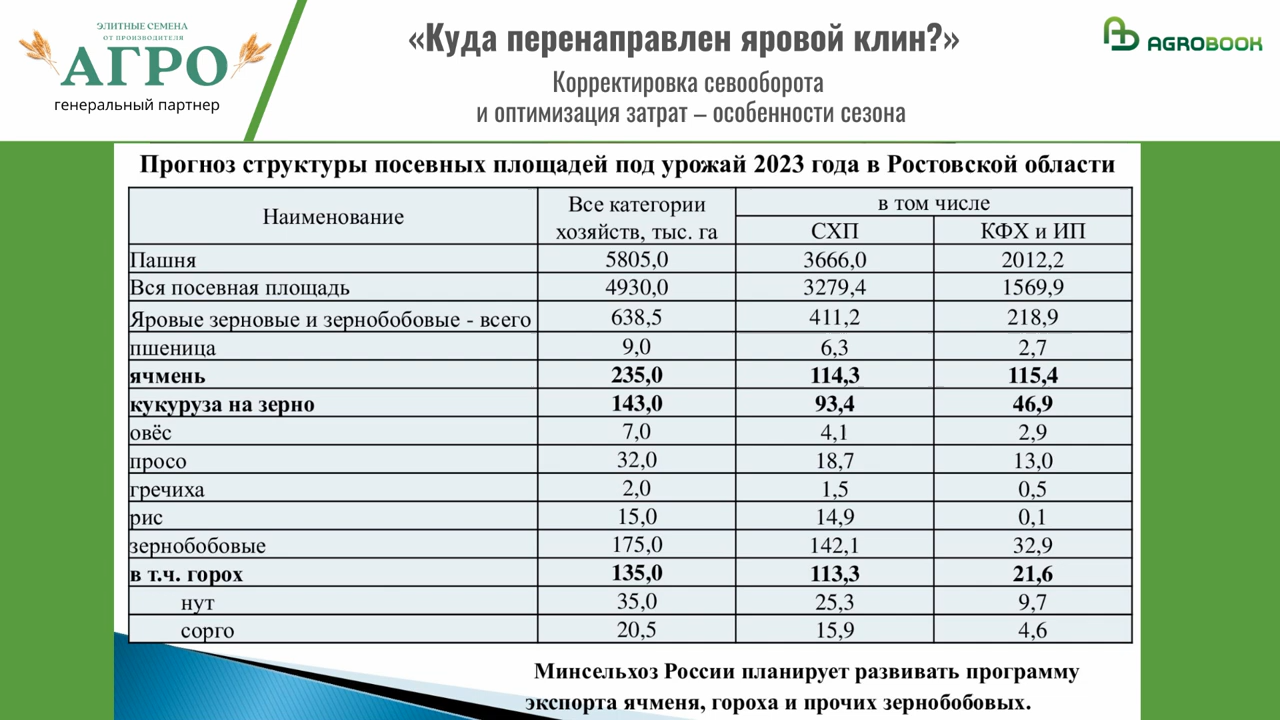 ЭЛИТНЫЕ СЕМЕНА
ОТ ПРОИЗВОДИТЕЛЯ
АГРО
генеральный партнер
«Куда перенаправлен яровой клин?»
Корректировка севооборота
и оптимизация затрат – особенности сезона
AGROBOOK
Прогноз структуры посевных площадей под урожай 2023 года в Ростовской области
Наименование
Все категории
хозяйств, тыс. га
в том числе
СХП КФХ и ИП
Пашня 5805,0 3666,0 2012,2
Вся посевная площадь 4930,0 3279,4 1569,9
Яровые зерновые и зернобобовые - всего 638,5 411,2 218,9
пшеница 9,0 6,3 2,7
ячмень 235,0 114,3 115,4
кукуруза на зерно 143,0 93,4 46,9
овёс 7,0 4,1 2,9
просо 32,0 18,7 13,0
гречиха 2,0 1,5 0,5
рис 15,0 14,9 0,1
зернобобовые 175,0 142,1 32,9
в т.ч. горох 135,0 113,3 21,6
нут 35,0 25,3 9,7
сорго 20,5 15,9 4,6
Минсельхоз России планирует развивать программу
экспорта ячменя, гороха и прочих зернобобовых.